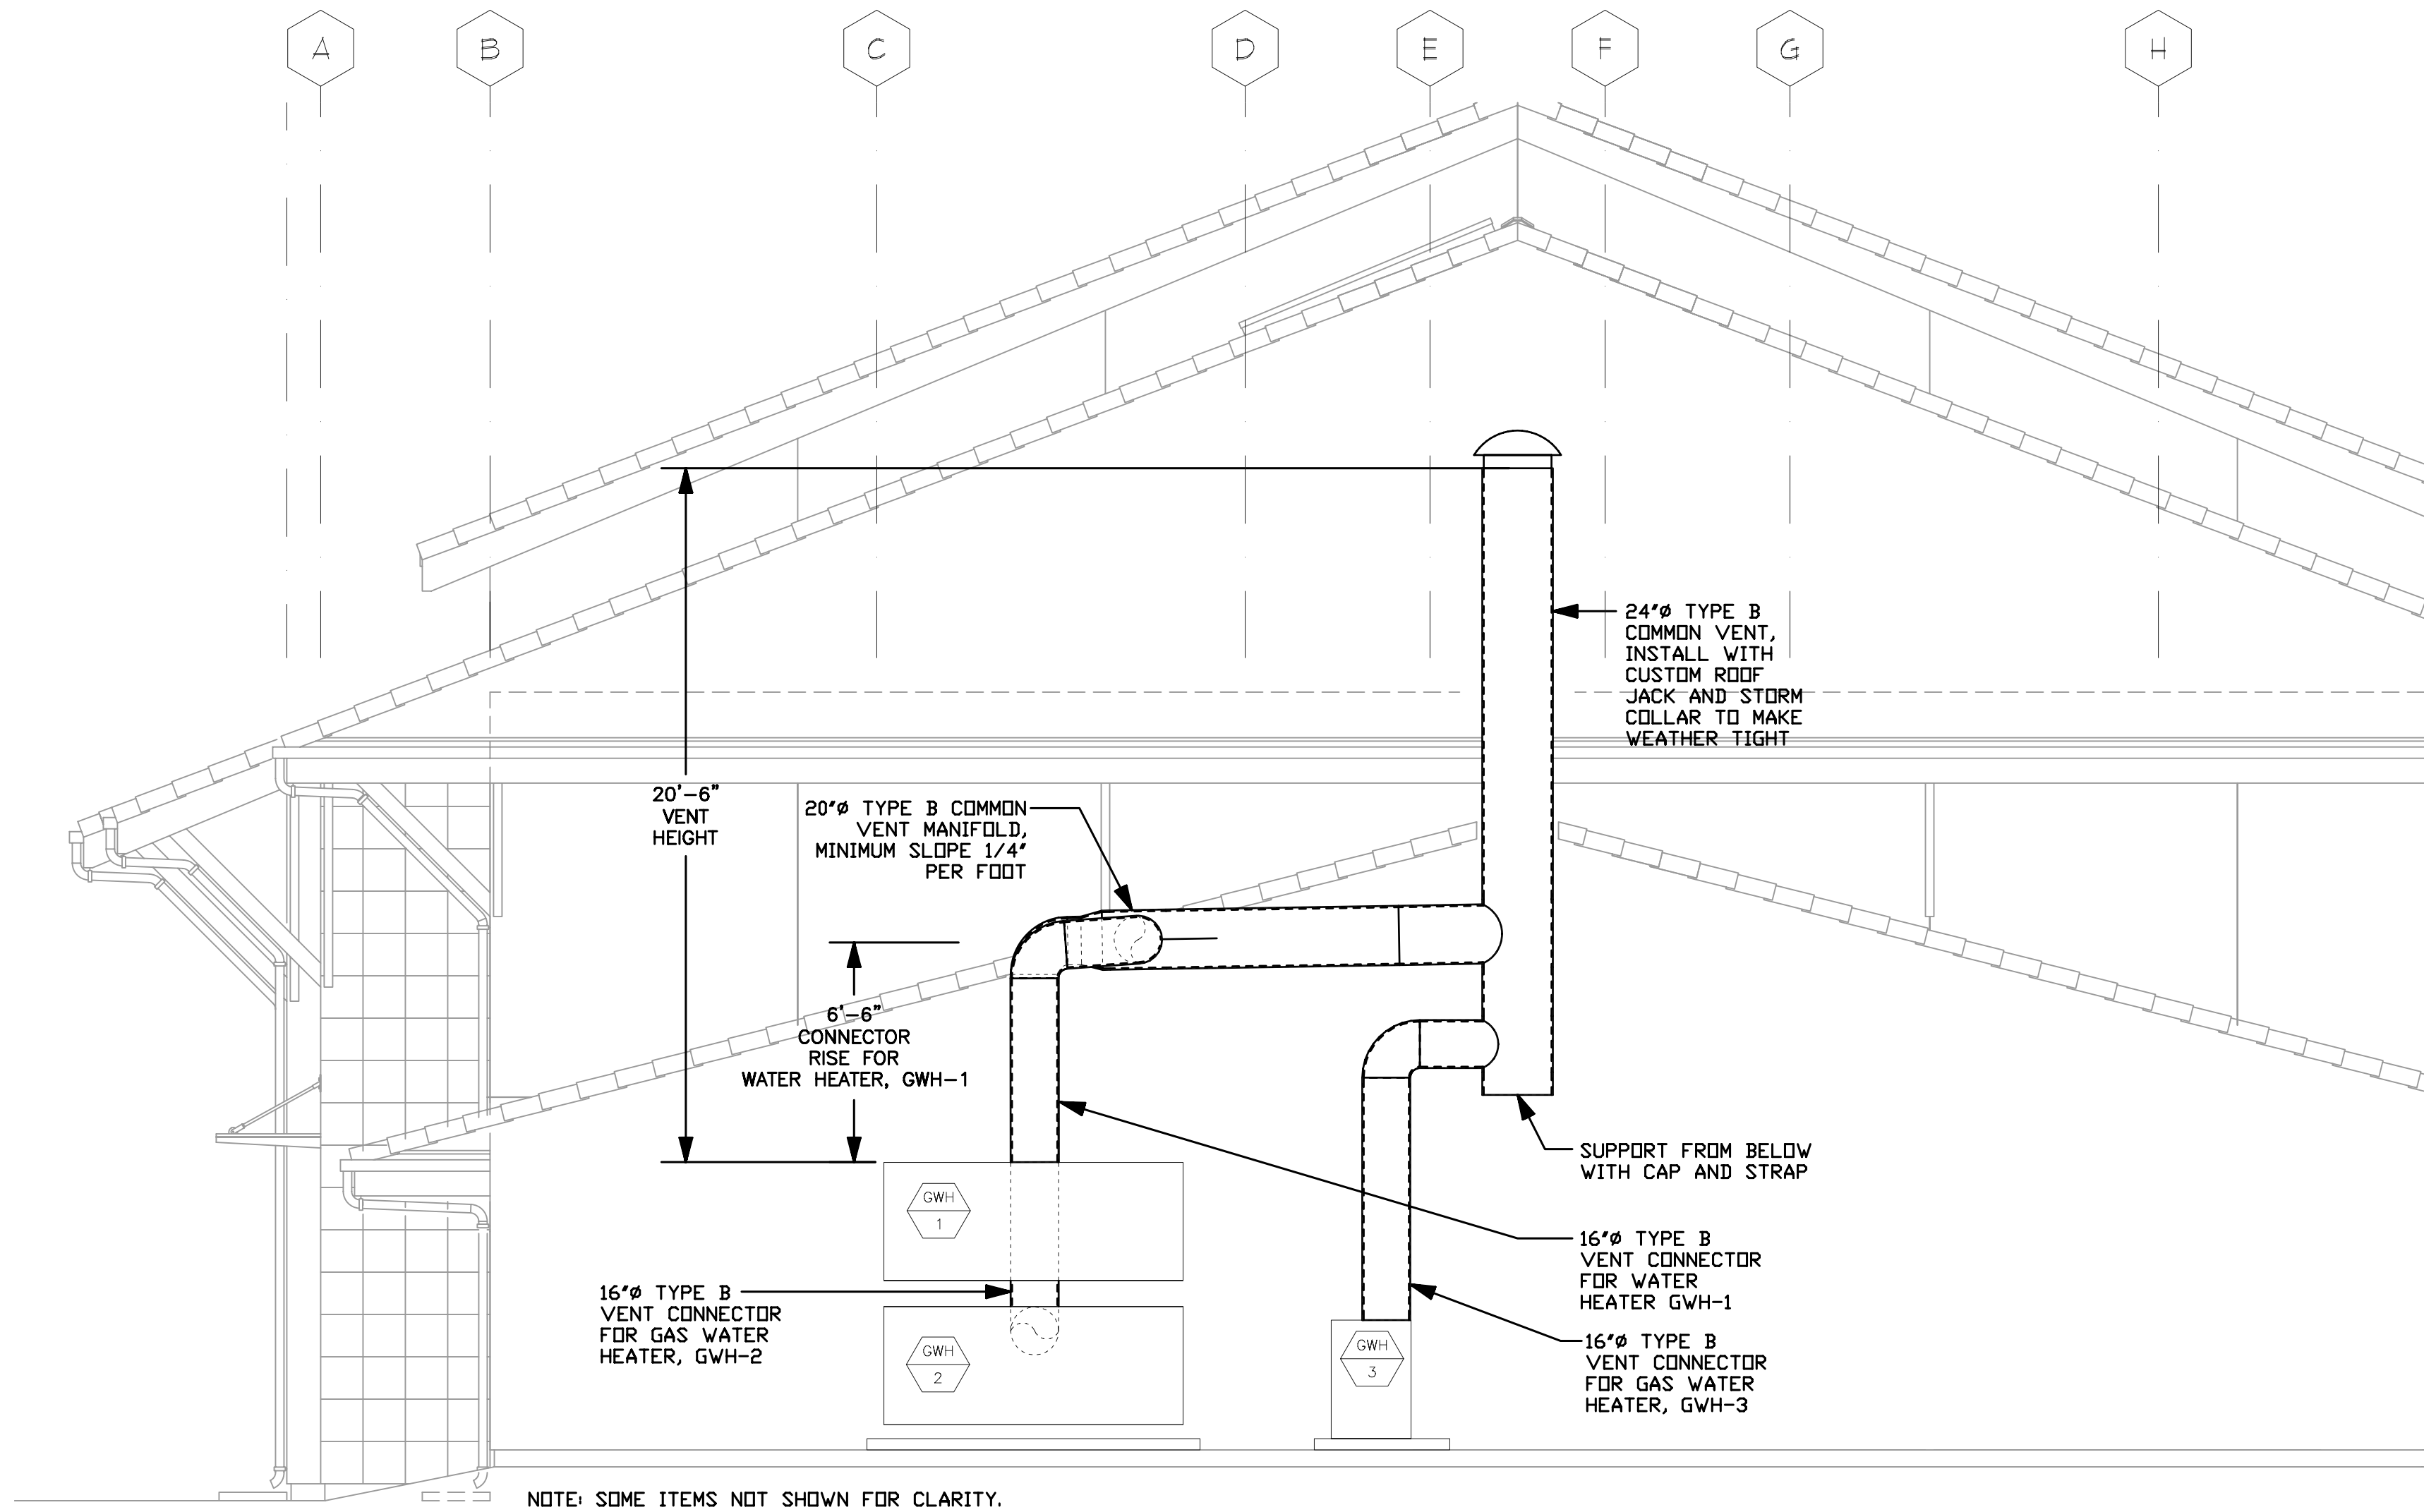 A
B
C
D
E
F
G
H
24"Ø TYPE B
COMMON VENT,
INSTALL WITH
CUSTOM ROOF
JACK AND STORM
COLLAR TO MAKE
WEATHER TIGHT
20'-6"
VENT
HEIGHT
20"Ø TYPE B COMMON
VENT MANIFOLD,
MINIMUM SLOPE 1/4"
PER FOOT
6'-6"
CONNECTOR
RISE FOR
WATER HEATER, GWH-1
SUPPORT FROM BELOW
WITH CAP AND STRAP
GWH
1
16"Ø TYPE B
VENT CONNECTOR
FOR WATER
HEATER GWH-1
16"Ø TYPE B
VENT CONNECTOR
FOR GAS WATER
HEATER, GWH-2
GWH
2
GWH
3
16"Ø TYPE B
VENT CONNECTOR
FOR GAS WATER
HEATER, GWH-3
NOTE: SOME ITEMS NOT SHOWN FOR CLARITY.